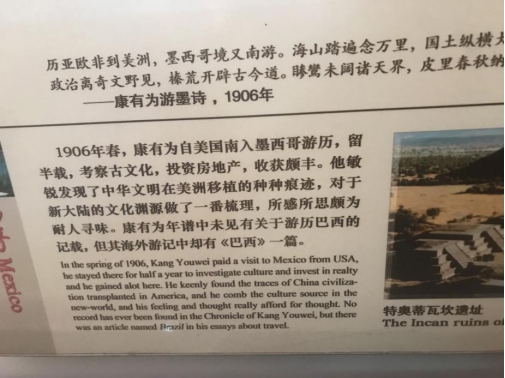 历亚欧非到美洲，墨西哥境又南游。海山踏遍念万里，国土纵横大
政治离奇文野见，榛荒开辟古今道。睇鸞未阔诸天界，皮里春秋纳
——康有为游墨诗，1906年
1906年春，康有为自美国南入墨西哥游历，留
半载，考察古文化，投资房地产，收获颇丰。他敏
锐发现了中华文明在美洲移植的种种痕迹，对于
新大陆的文化渊源做了一番梳理，所感所思颇为
耐人寻味。康有为年谱中未见有关于游历巴西的
记载，但其海外游记中却有《巴西》一篇。
In the spring of 1906, Kang Youwei paid a visit to Mexico from USA,
he stayed there for half a year to investigate culture and invest in realty
and he gained alot here. He keenly found the traces of China civiliza-
tion transplanted in America, and he comb the culture source in the
new-world, and his feeling and thought really afford for thought. No
record has ever been found in the Chronicle of Kang Youwei, but there
was an article named Brazil in his essays about travel.
Mexico
特奥蒂瓦坎遗址
The Incan ruins of